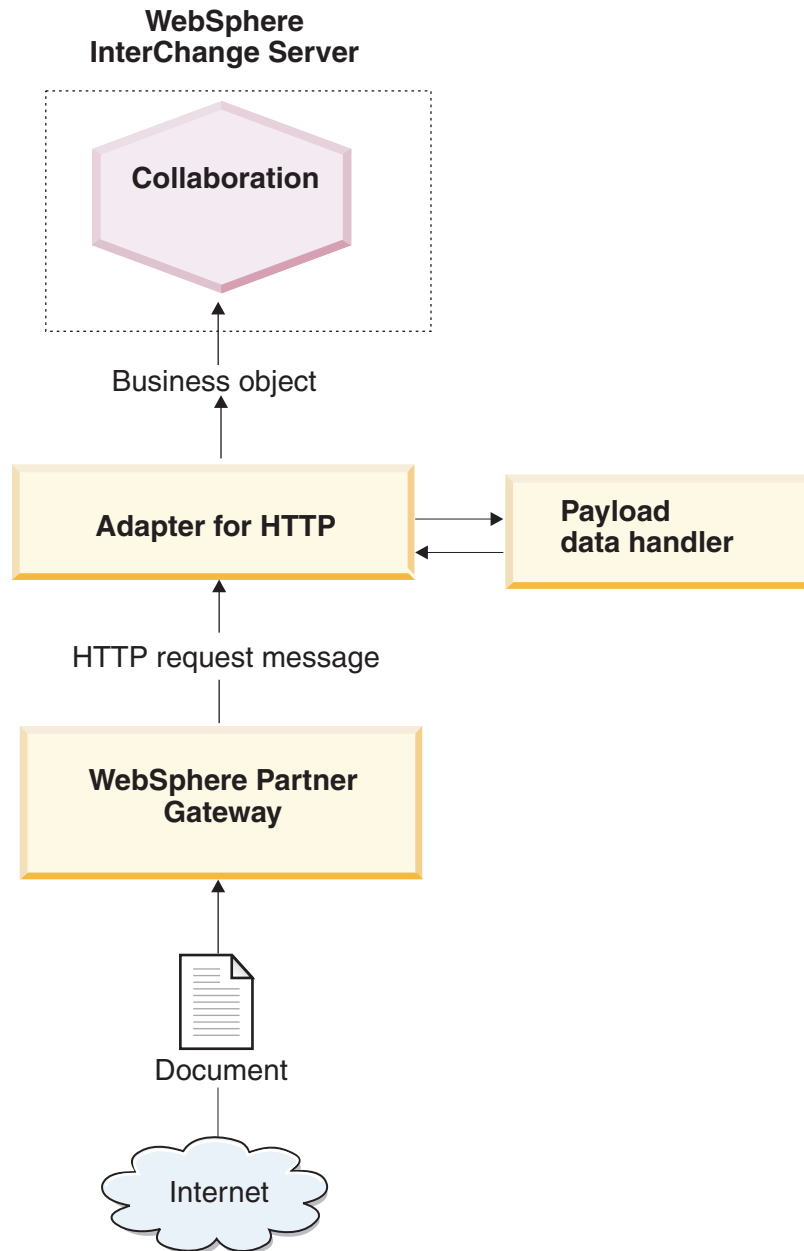 WebSphere
InterChange Server
Collaboration
Business object
Adapter for HTTP
Payload
data handler
HTTP request message
WebSphere Partner
Gateway
Document
Internet